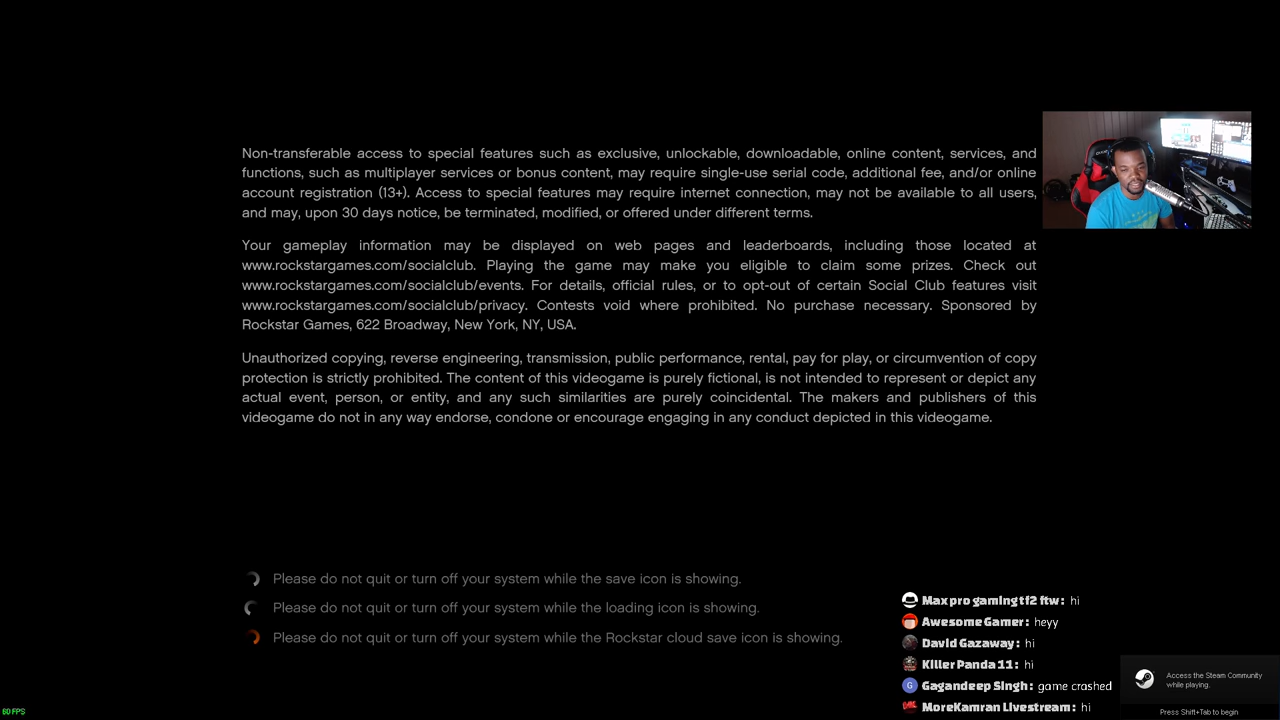 Non-transferable access to special features such as exclusive, unlockable, downloadable, online content, services, and
functions, such as multiplayer services or bonus content, may require single-use serial code, additional fee, and/or online
account registration (13+). Access to special features may require internet connection, may not be available to all users,
and may, upon 30 days notice, be terminated, modified, or offered under different terms.
Your gameplay information may be displayed on web pages and leaderboards, including those located at
www.rockstargames.com/socialclub. Playing the game may make you eligible to claim some prizes. Check out
www.rockstargames.com/socialclub/events. For details, official rules, or to opt-out of certain Social Club features visit
www.rockstargames.com/socialclub/privacy. Contests void where prohibited. No purchase necessary. Sponsored by
Rockstar Games, 622 Broadway, New York, NY, USA.
Unauthorized copying, reverse engineering, transmission, public performance, rental, pay for play, or circumvention of copy
protection is strictly prohibited. The content of this videogame is purely fictional, is not intended to represent or depict any
actual event, person, or entity, and any such similarities are purely coincidental. The makers and publishers of this
videogame do not in any way endorse, condone or encourage engaging in any conduct depicted in this videogame.
Please do not quit or turn off your system while the save icon is showing.
Please do not quit or turn off your system while the loading icon is showing.
Please do not quit or turn off your system while the Rockstar cloud save icon is showing.
Max pro gaming tf2 ftw: hi
Awesome Gamer: heyy
David Gazaway: hi
Killer Panda 11: hi
G Gagandeep Singh: game crashed
MoreKamran Livestream: hi
Access the Steam Community
while playing.
Press Shift+Tab to begin
60 FPS